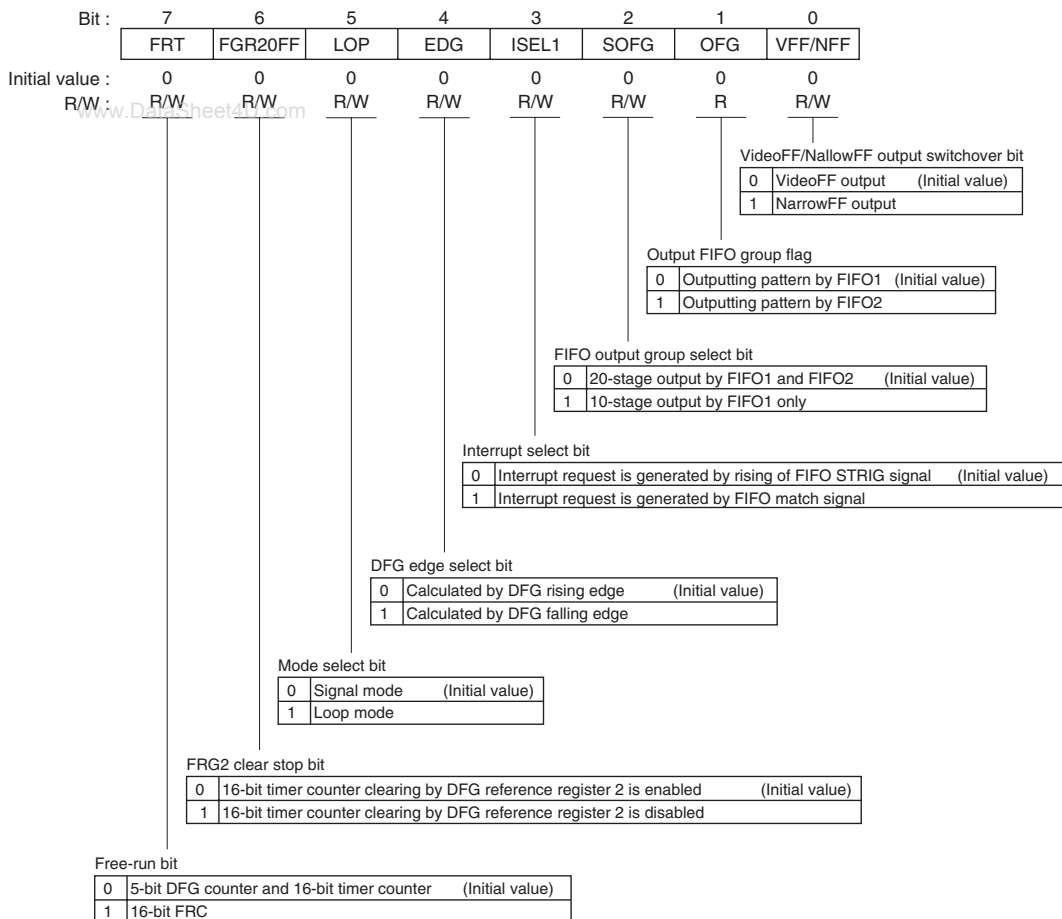 Bit : 7 6 5 4 3 2 1 0
FRT FGR20FF LOP EDG ISEL1 SOFG OFG VFF/NFF
Initial value : 0 0 0 0 0 0 0 0
R/W : R/W R/W R/W R/W R/W R/W R R/W
www.DataSheet4U.com
VideoFF/NallowFF output switchover bit
0 VideoFF output (Initial value)
1 NarrowFF output
Output FIFO group flag
0 Outputting pattern by FIFO1 (Initial value)
1 Outputting pattern by FIFO2
FIFO output group select bit
0 20-stage output by FIFO1 and FIFO2 (Initial value)
1 10-stage output by FIFO1 only
Interrupt select bit
0 Interrupt request is generated by rising of FIFO STRIG signal (Initial value)
1 Interrupt request is generated by FIFO match signal
DFG edge select bit
0 Calculated by DFG rising edge (Initial value)
1 Calculated by DFG falling edge
Mode select bit
0 Signal mode (Initial value)
1 Loop mode
FRG2 clear stop bit
0 16-bit timer counter clearing by DFG reference register 2 is enabled (Initial value)
1 16-bit timer counter clearing by DFG reference register 2 is disabled
Free-run bit
0 5-bit DFG counter and 16-bit timer counter (Initial value)
1 16-bit FRC